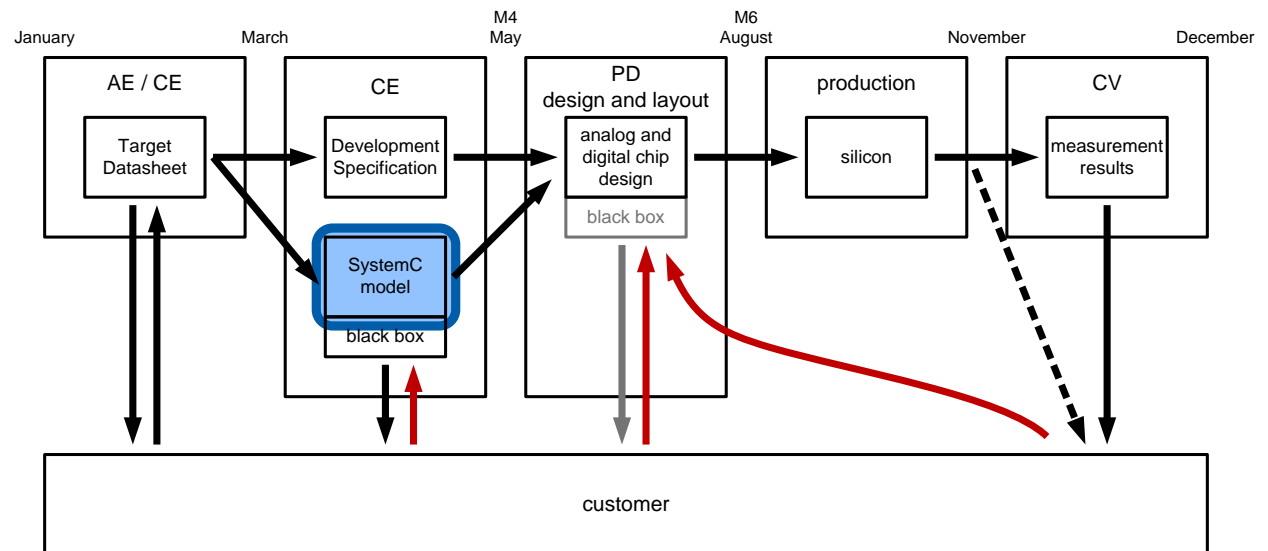 M4
M6
January
March
May
August
November
December
AE / CE
CE
PD
design and layout
production
CV
Target
Datasheet
Development
Specification
analog and
digital chip
design
silicon
measurement
results
black box
SystemC
model
black box
customer